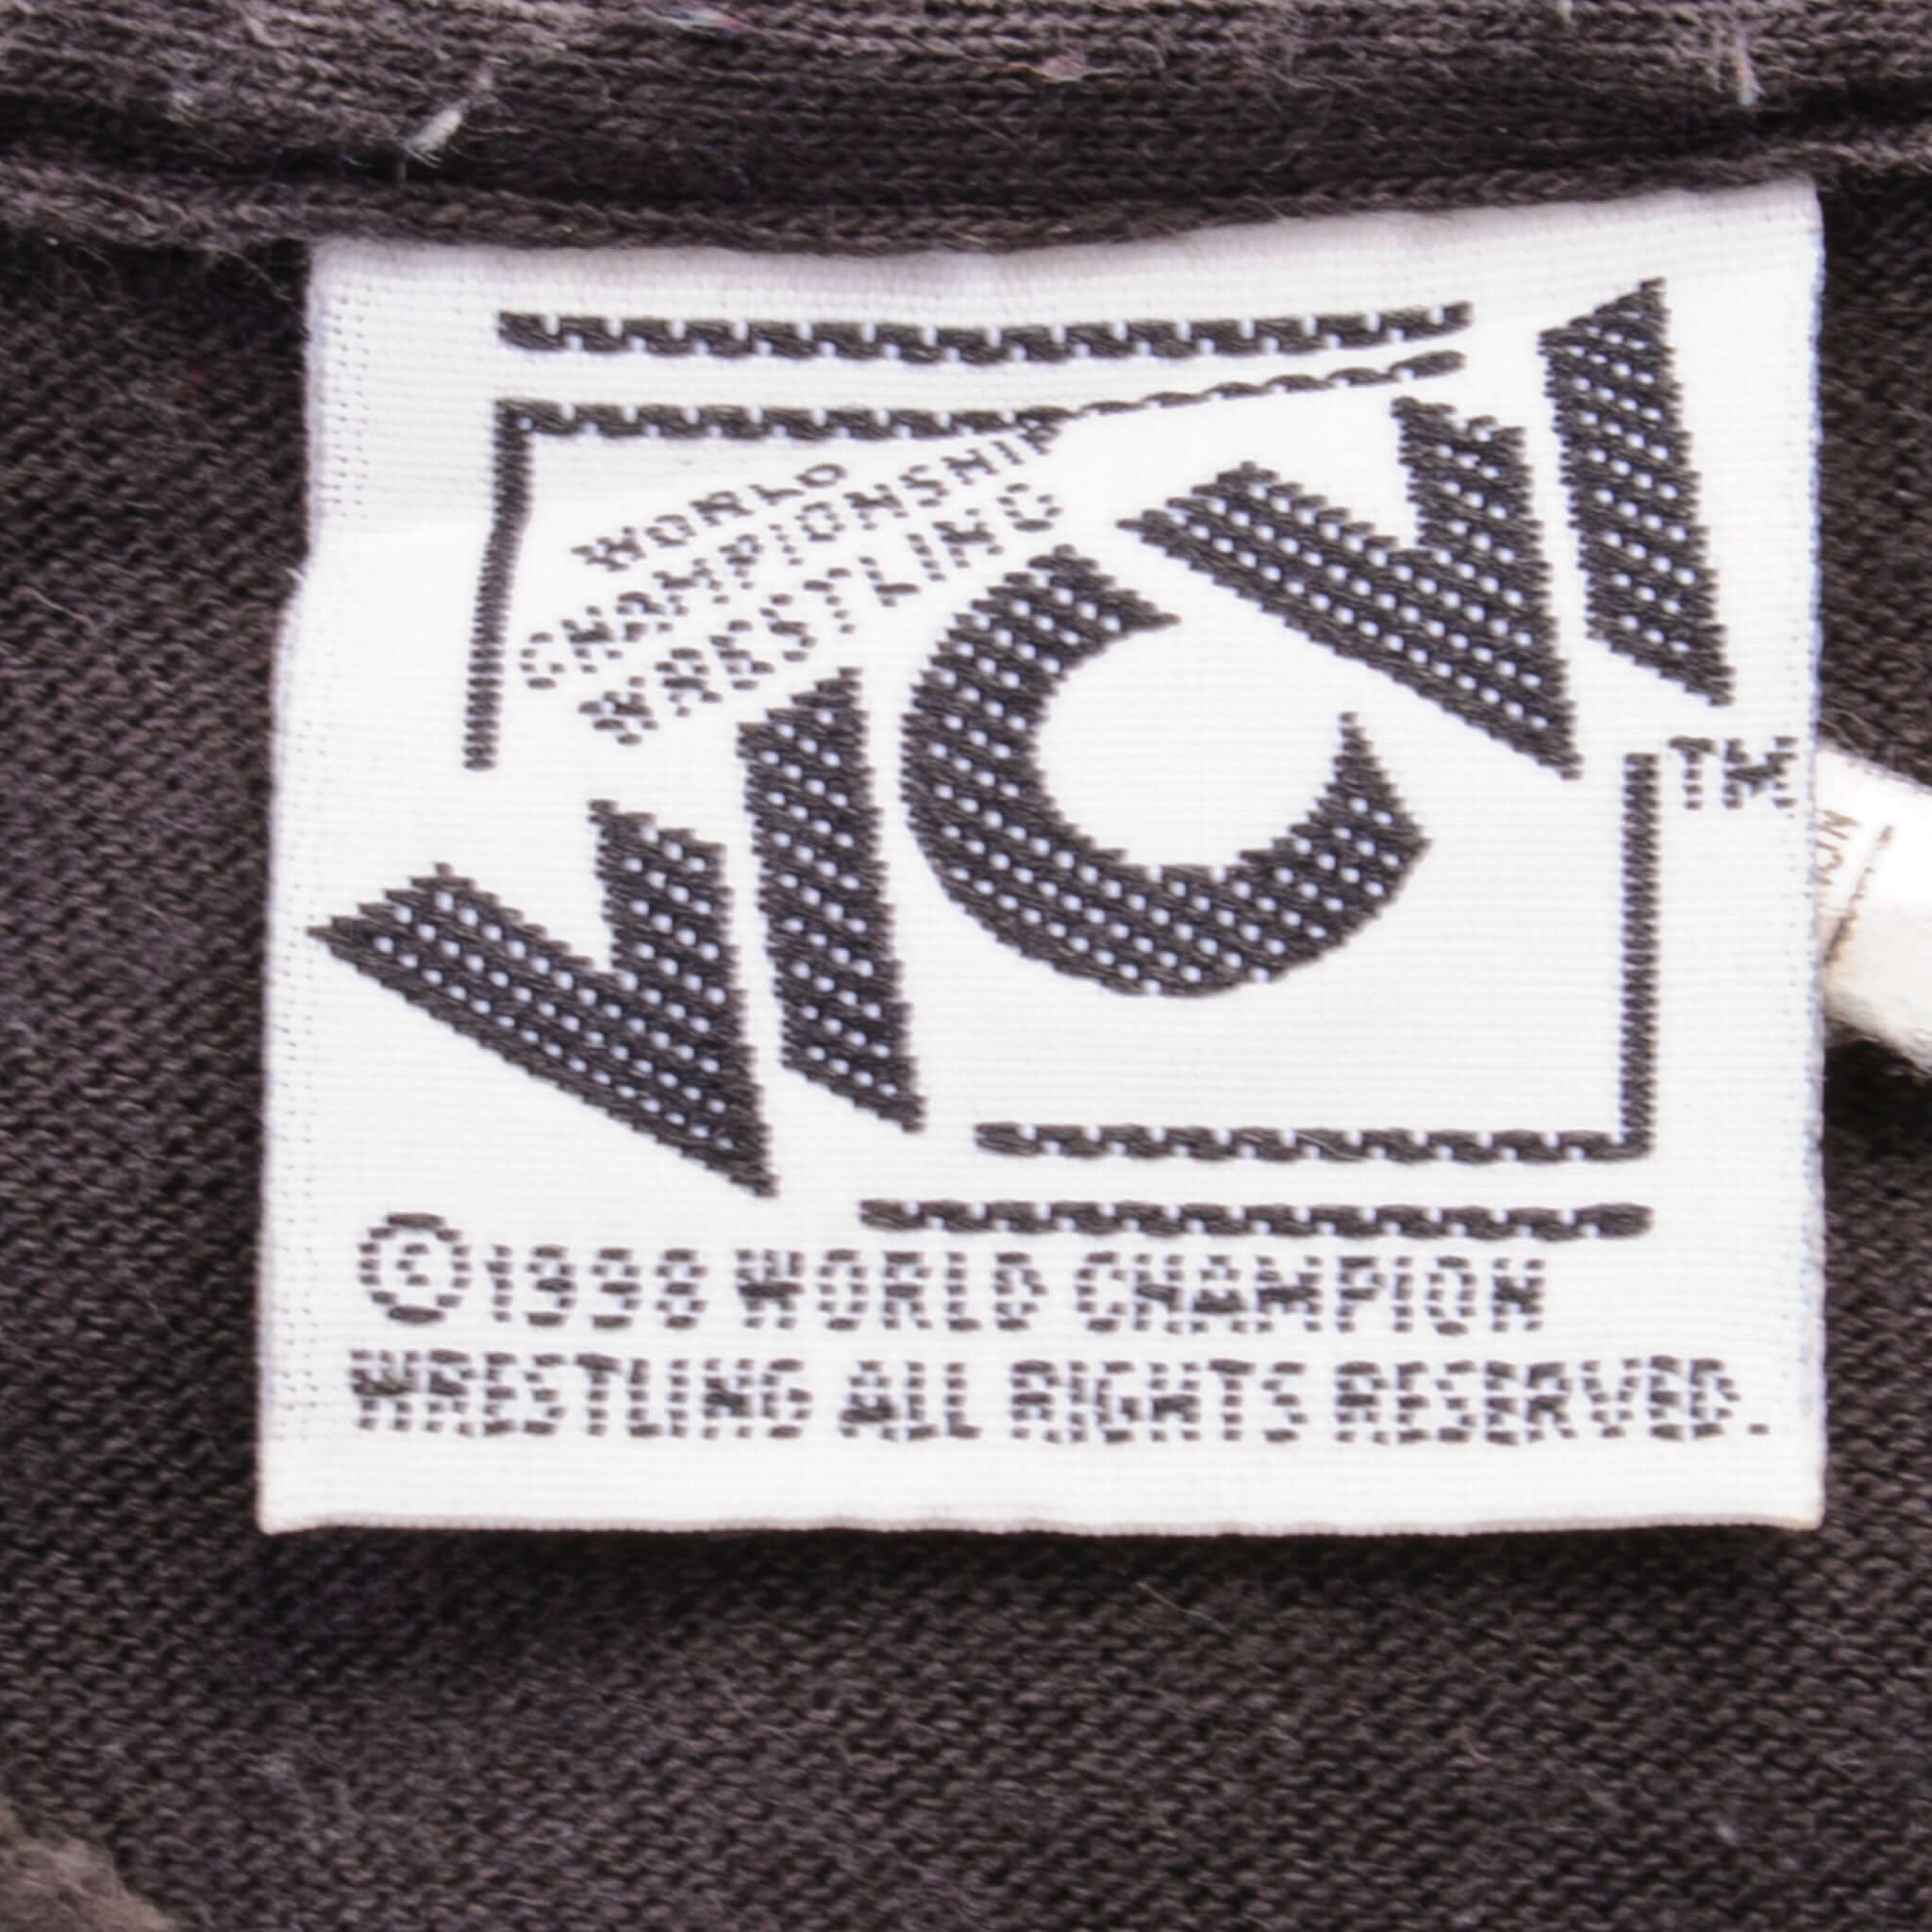 WORLD
CHAMPIONSHIP
WRESTLING
WCW
TM
©1998 WORLD CHAMPION
WRESTLING ALL RIGHTS RESERVED.